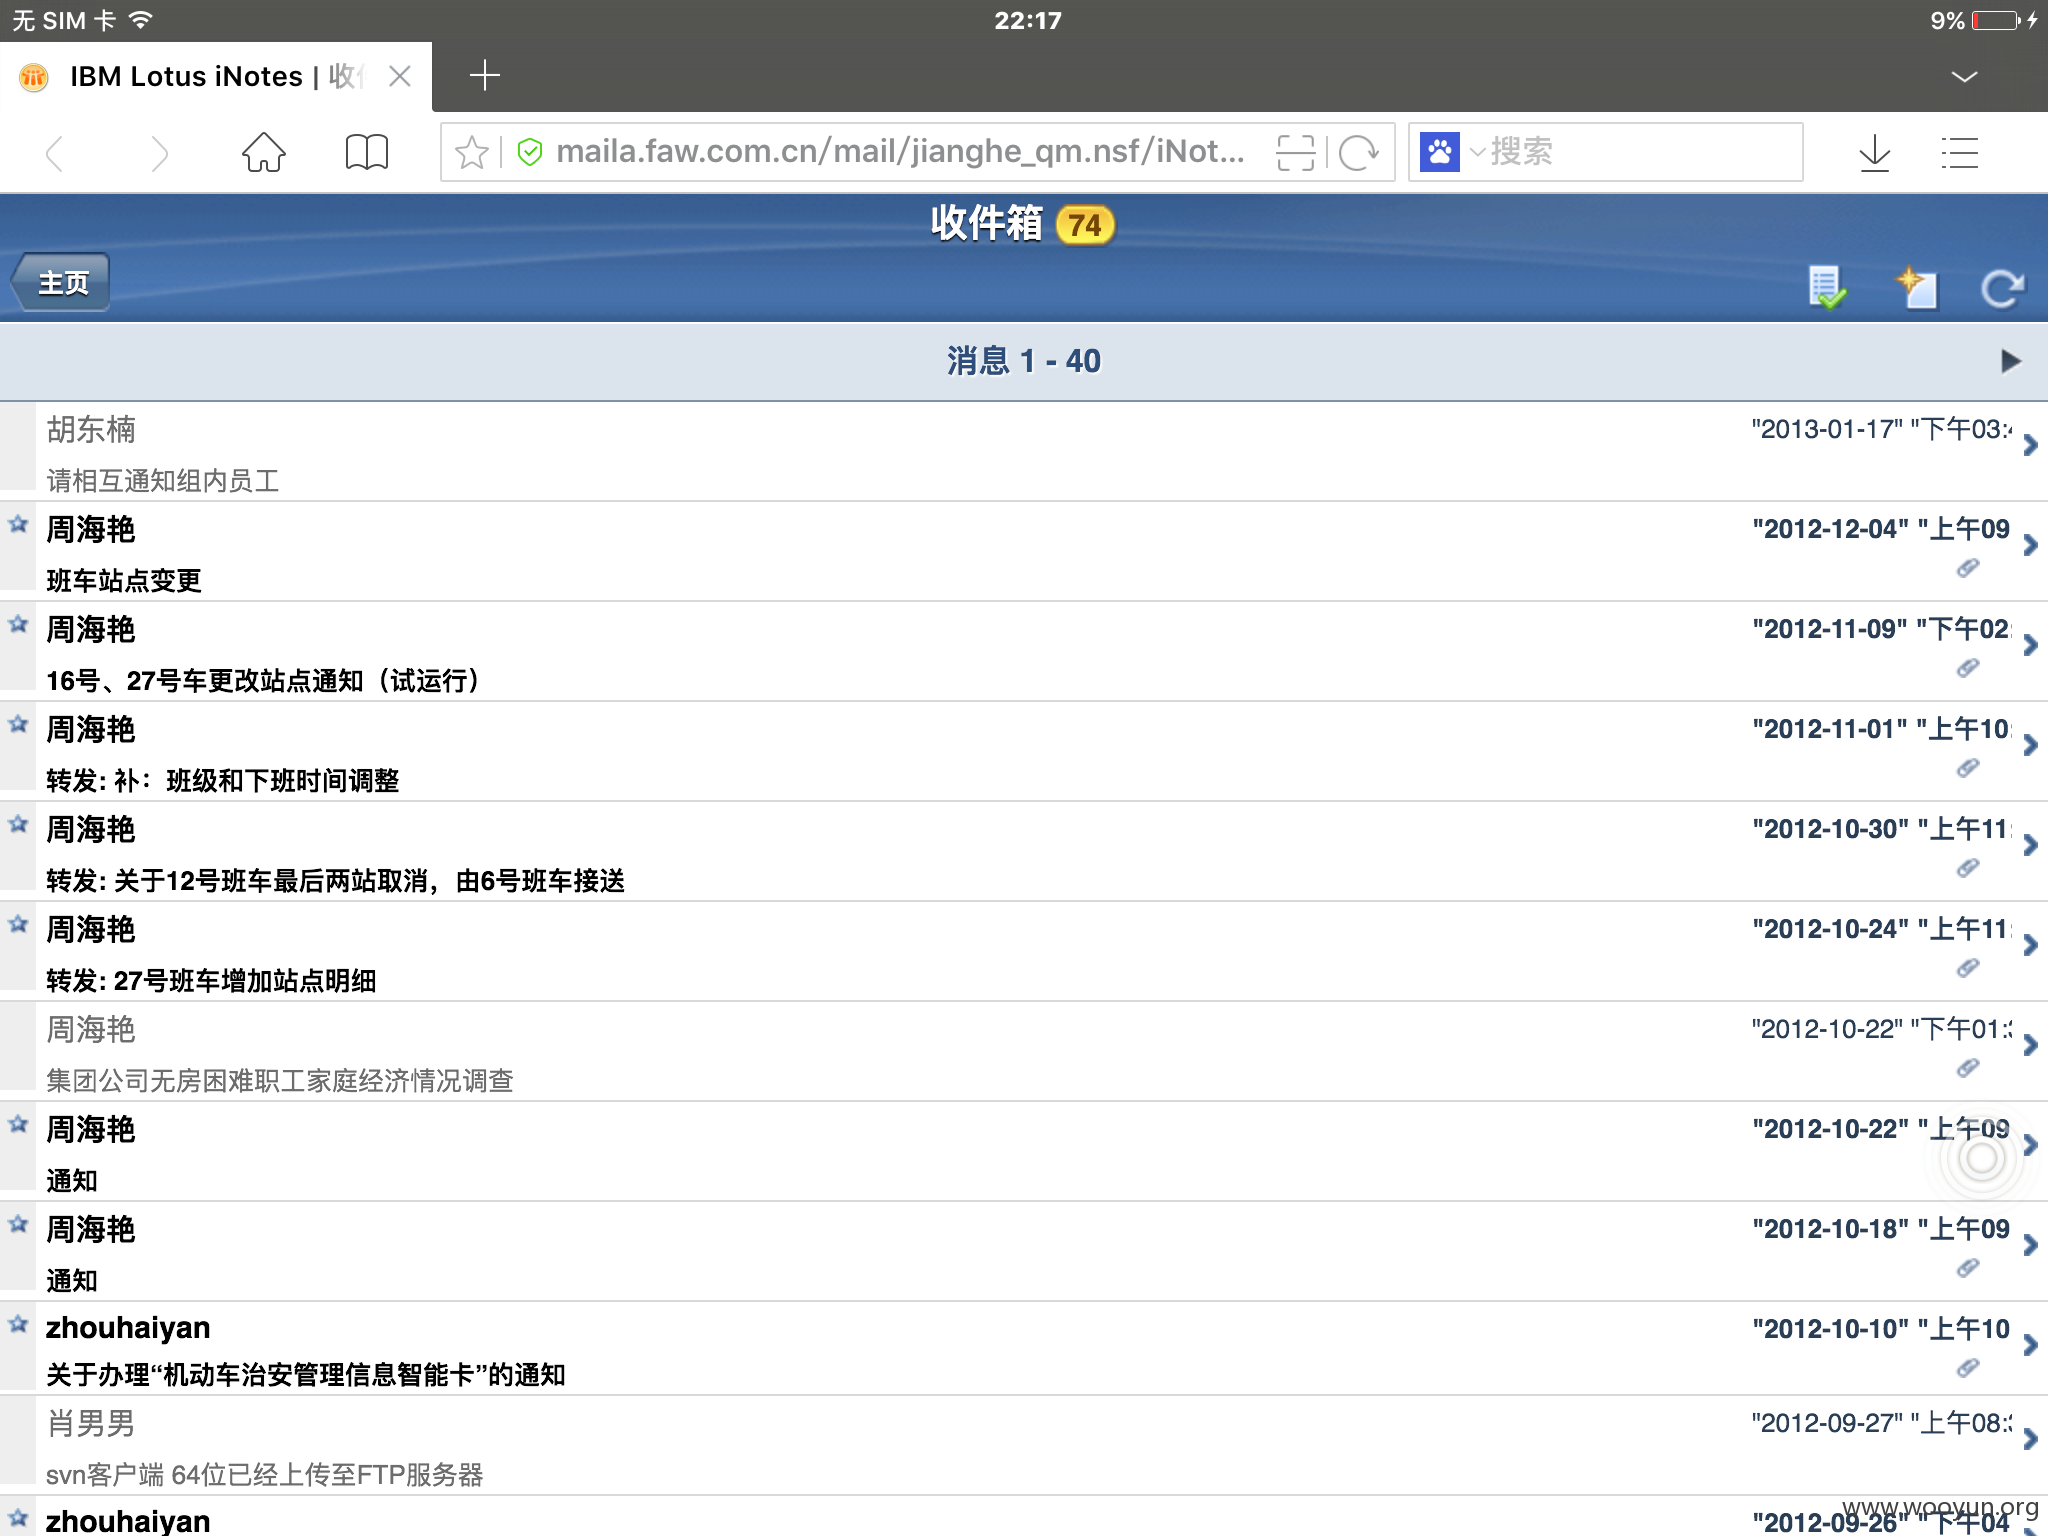 无 SIM 卡
22:17
9%
IBM Lotus iNotes | 收
maila.faw.com.cn/mail/jianghe_qm.nsf/iNot...
搜索
收件箱 74
主页
消息 1 - 40
胡东楠 "2013-01-17" "下午03:
请相互通知组内员工
周海艳 "2012-12-04" "上午09
班车站点变更
周海艳 "2012-11-09" "下午02:
16号、27号车更改站点通知（试运行）
周海艳 "2012-11-01" "上午10:
转发: 补：班级和下班时间调整
周海艳 "2012-10-30" "上午11:
转发: 关于12号班车最后两站取消，由6号班车接送
周海艳 "2012-10-24" "上午11:
转发: 27号班车增加站点明细
周海艳 "2012-10-22" "下午01:
集团公司无房困难职工家庭经济情况调查
周海艳 "2012-10-22" "上午09
通知
周海艳 "2012-10-18" "上午09
通知
zhouhaiyan "2012-10-10" "上午10
关于办理“机动车治安管理信息智能卡”的通知
肖男男 "2012-09-27" "上午08:
svn客户端 64位已经上传至FTP服务器
zhouhaiyan "2012-09-26" "下午04
www.wooyun.org